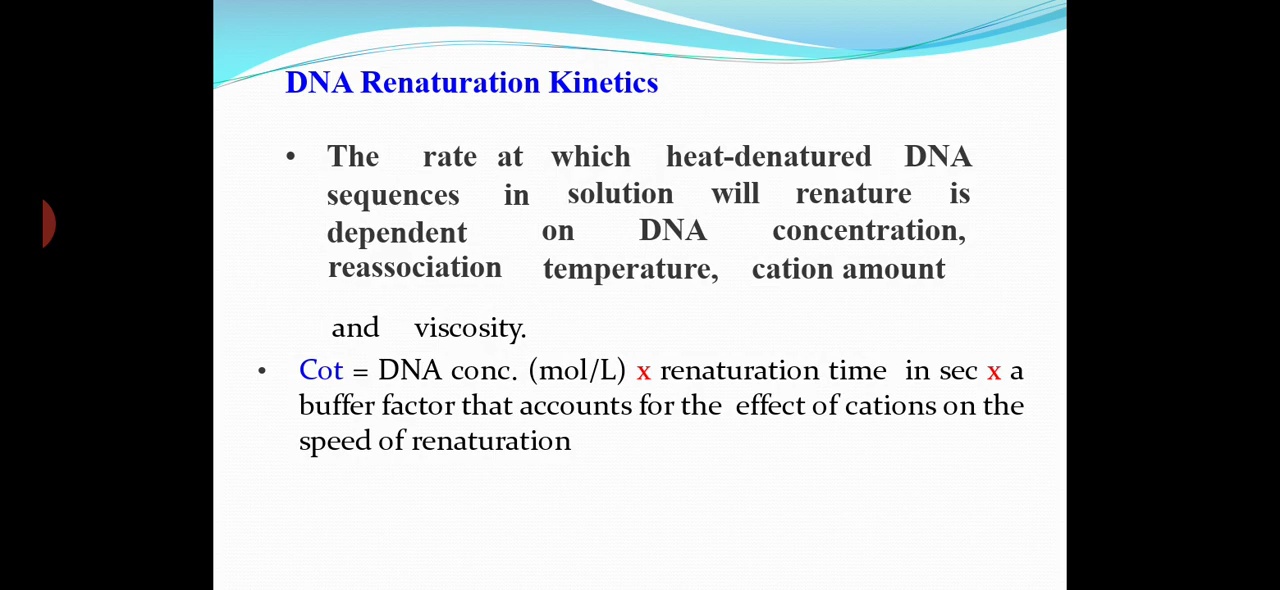 DNA Renaturation Kinetics
• The rate at which heat-denatured DNA
sequences in solution will renature is
dependent on DNA concentration,
reassociation temperature, cation amount
and viscosity.
• Cot = DNA conc. (mol/L) x renaturation time in sec x a
buffer factor that accounts for the effect of cations on the
speed of renaturation